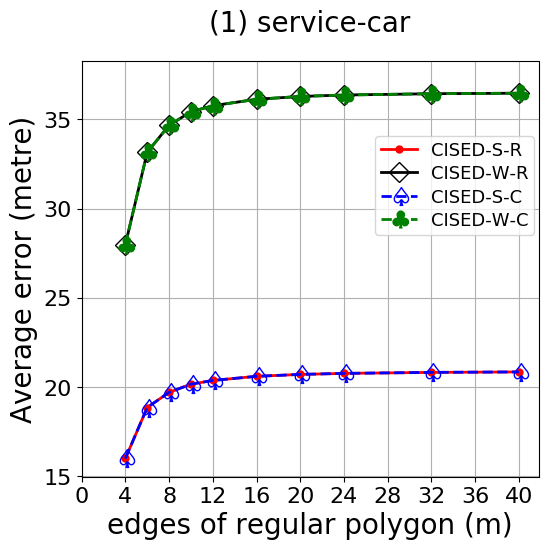 (1) service-car
Average error (metre)
35
30
25
20
15
CISED-S-R
CISED-W-R
CISED-S-C
CISED-W-C
0 4 8 12 16 20 24 28 32 36 40
edges of regular polygon (m)